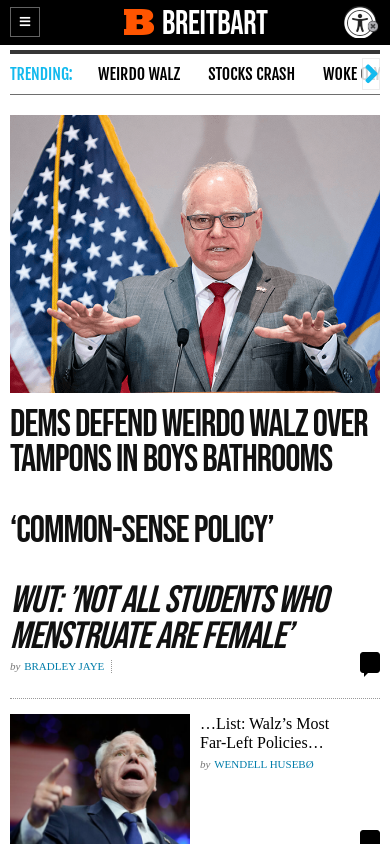 BREITBART
TRENDING: WEIRDO WALZ STOCKS CRASH WOKE
DEMS DEFEND WEIRDO WALZ OVER
TAMPONS IN BOYS BATHROOMS
‘COMMON-SENSE POLICY’
WUT: ’NOT ALL STUDENTS WHO
MENSTRUATE ARE FEMALE’
by BRADLEY JAYE
…List: Walz’s Most
Far-Left Policies…
by WENDELL HUSEBØ